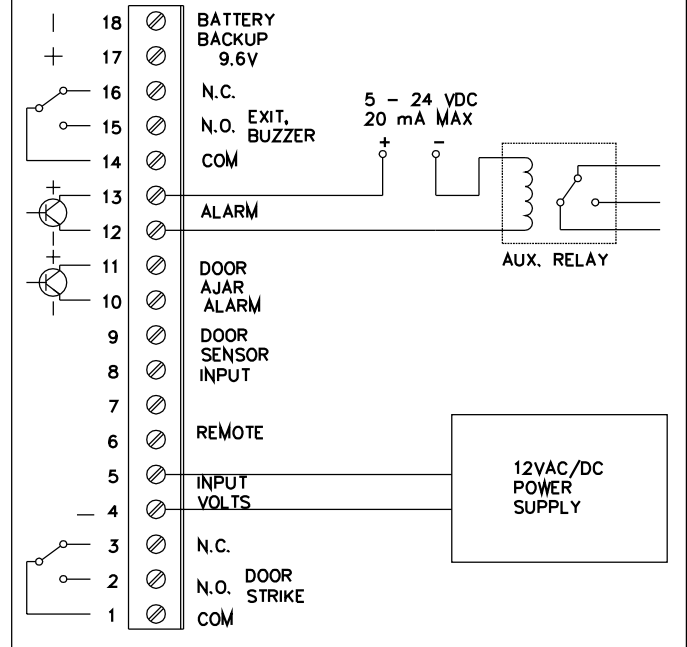 18 BATTERY
BACKUP
17 9.6V
16 N.C.
15 N.O. EXIT,
BUZZER
14 COM
5 - 24 VDC
20 mA MAX
+ -
+
13
ALARM
12
-
AUX. RELAY
+
11 DOOR
AJAR
10 ALARM
-
9 DOOR
SENSOR
8 INPUT
7
6 REMOTE
5 INPUT
- 4 VOLTS
12VAC/DC
POWER
SUPPLY
3 N.C.
2 N.O. DOOR
STRIKE
1 COM